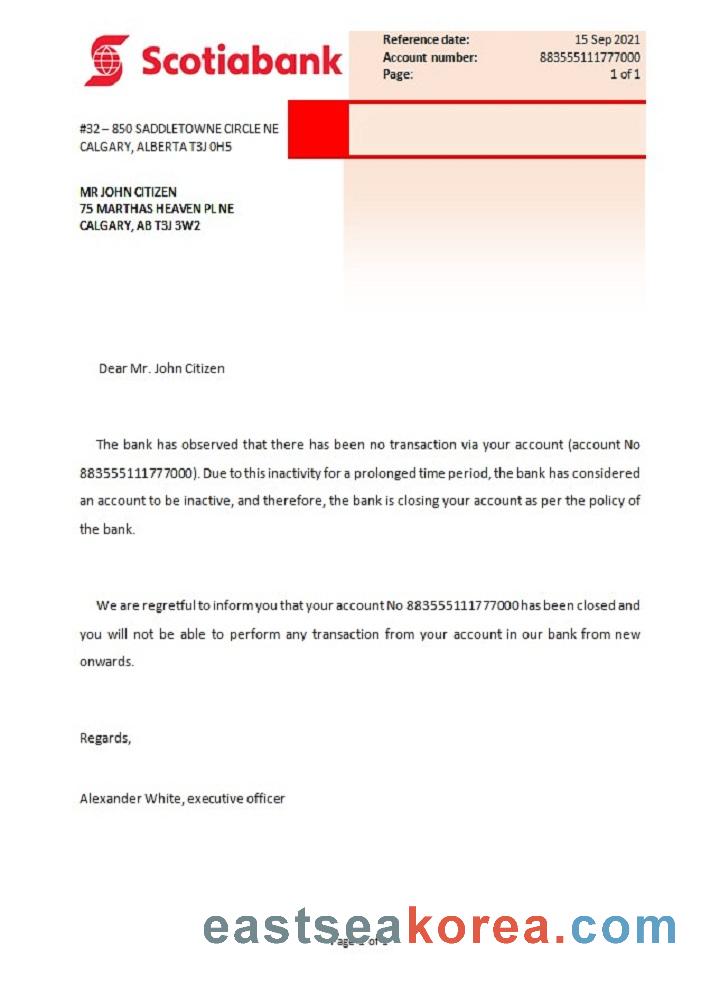 Scotiabank
Reference date: 15 Sep 2021
Account number: 883555111777000
Page: 1 of 1
#32 – 850 SADDLETOWNE CIRCLE NE
CALGARY, ALBERTA T3J 0H5
MR JOHN CITIZEN
75 MARTHAS HEAVEN PL NE
CALGARY, AB T3J 3W2
Dear Mr. John Citizen
The bank has observed that there has been no transaction via your account (account No
883555111777000). Due to this inactivity for a prolonged time period, the bank has considered
an account to be inactive, and therefore, the bank is closing your account as per the policy of
the bank.
We are regretful to inform you that your account No 883555111777000 has been closed and
you will not be able to perform any transaction from your account in our bank from new
onwards.
Regards,
Alexander White, executive officer
eastseakorea.com
Page of